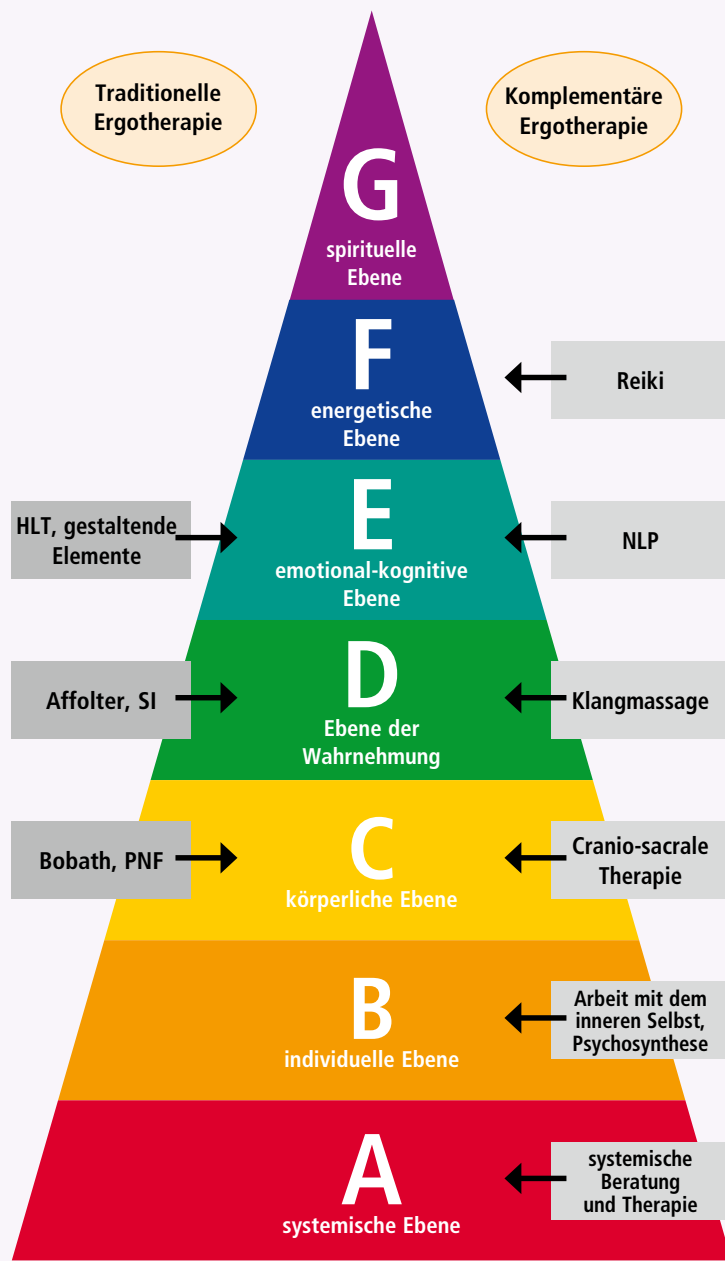 Traditionelle
Ergotherapie
Komplementäre
Ergotherapie
G
spirituelle
Ebene
F
energetische
Ebene
Reiki
HLT, gestaltende
Elemente
E
emotional-kognitive
Ebene
NLP
Affolter, SI
D
Ebene der
Wahrnehmung
Klangmassage
Bobath, PNF
C
körperliche Ebene
Cranio-sacrale
Therapie
B
individuelle Ebene
Arbeit mit dem
inneren Selbst,
Psychosynthese
A
systemische Ebene
systemische
Beratung
und Therapie